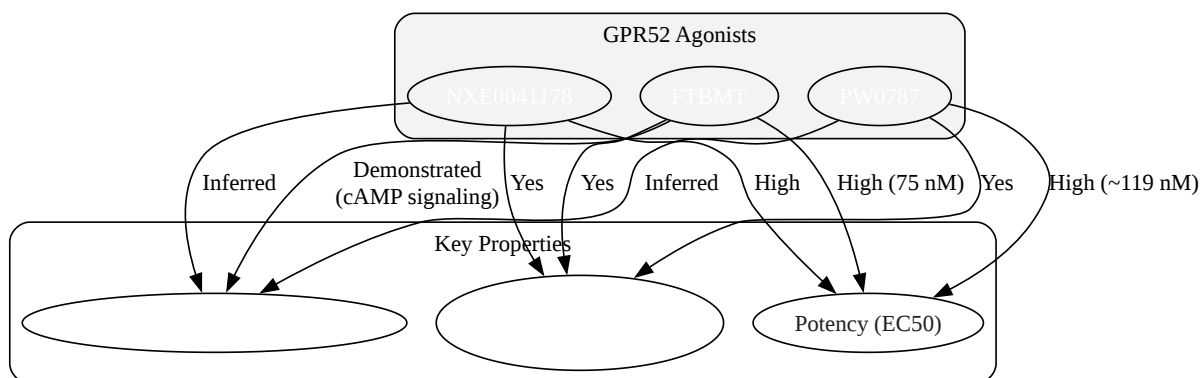 GPR52 Agonists
NXE0041178
FTBMT
PW0787
Inferred
Demonstrated
(cAMP signaling)
Yes
Yes
Inferred
High
High (75 nM)
Yes
High (~119 nM)
Key Properties
Potency (EC50)